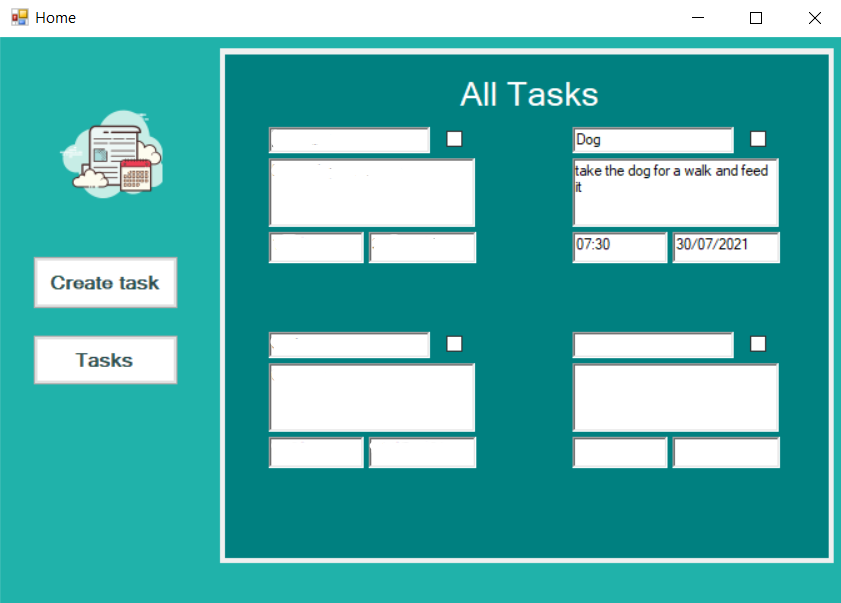 Home
All Tasks
Dog
take the dog for a walk and feed
it
07:30
30/07/2021
Create task
Tasks